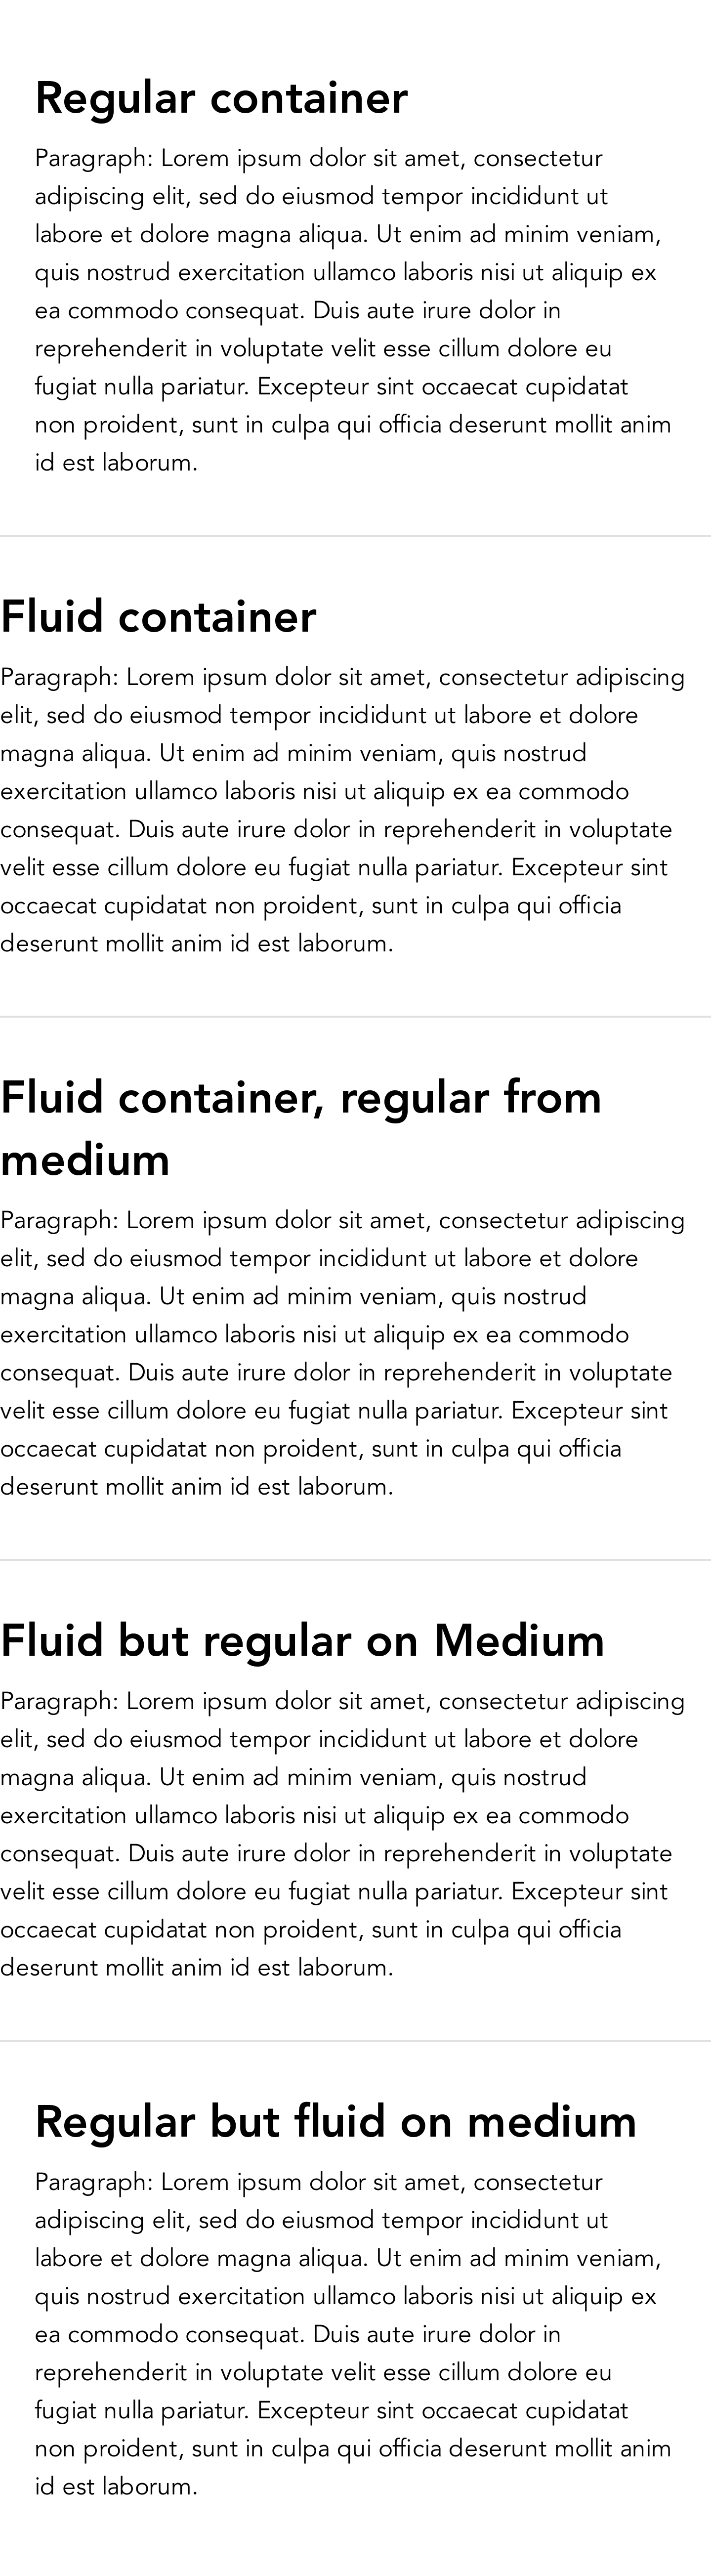 Regular container
Paragraph: Lorem ipsum dolor sit amet, consectetur
adipiscing elit, sed do eiusmod tempor incididunt ut
labore et dolore magna aliqua. Ut enim ad minim veniam,
quis nostrud exercitation ullamco laboris nisi ut aliquip ex
ea commodo consequat. Duis aute irure dolor in
reprehenderit in voluptate velit esse cillum dolore eu
fugiat nulla pariatur. Excepteur sint occaecat cupidatat
non proident, sunt in culpa qui officia deserunt mollit anim
id est laborum.
Fluid container
Paragraph: Lorem ipsum dolor sit amet, consectetur adipiscing
elit, sed do eiusmod tempor incididunt ut labore et dolore
magna aliqua. Ut enim ad minim veniam, quis nostrud
exercitation ullamco laboris nisi ut aliquip ex ea commodo
consequat. Duis aute irure dolor in reprehenderit in voluptate
velit esse cillum dolore eu fugiat nulla pariatur. Excepteur sint
occaecat cupidatat non proident, sunt in culpa qui officia
deserunt mollit anim id est laborum.
Fluid container, regular from
medium
Paragraph: Lorem ipsum dolor sit amet, consectetur adipiscing
elit, sed do eiusmod tempor incididunt ut labore et dolore
magna aliqua. Ut enim ad minim veniam, quis nostrud
exercitation ullamco laboris nisi ut aliquip ex ea commodo
consequat. Duis aute irure dolor in reprehenderit in voluptate
velit esse cillum dolore eu fugiat nulla pariatur. Excepteur sint
occaecat cupidatat non proident, sunt in culpa qui officia
deserunt mollit anim id est laborum.
Fluid but regular on Medium
Paragraph: Lorem ipsum dolor sit amet, consectetur adipiscing
elit, sed do eiusmod tempor incididunt ut labore et dolore
magna aliqua. Ut enim ad minim veniam, quis nostrud
exercitation ullamco laboris nisi ut aliquip ex ea commodo
consequat. Duis aute irure dolor in reprehenderit in voluptate
velit esse cillum dolore eu fugiat nulla pariatur. Excepteur sint
occaecat cupidatat non proident, sunt in culpa qui officia
deserunt mollit anim id est laborum.
Regular but fluid on medium
Paragraph: Lorem ipsum dolor sit amet, consectetur
adipiscing elit, sed do eiusmod tempor incididunt ut
labore et dolore magna aliqua. Ut enim ad minim veniam,
quis nostrud exercitation ullamco laboris nisi ut aliquip ex
ea commodo consequat. Duis aute irure dolor in
reprehenderit in voluptate velit esse cillum dolore eu
fugiat nulla pariatur. Excepteur sint occaecat cupidatat
non proident, sunt in culpa qui officia deserunt mollit anim
id est laborum.